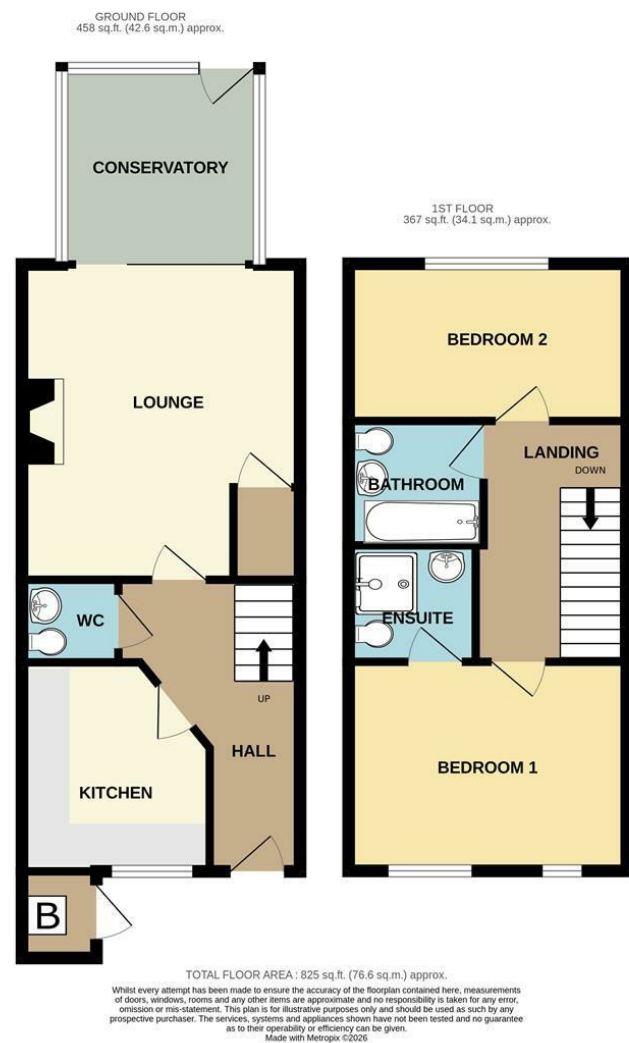 GROUND FLOOR
458 sq.ft. (42.6 sq.m.) approx.
CONSERVATORY
LOUNGE
WC
UP
HALL
KITCHEN
B
1ST FLOOR
367 sq.ft. (34.1 sq.m.) approx.
BEDROOM 2
LANDING
DOWN
BATHROOM
ENSUITE
BEDROOM 1
TOTAL FLOOR AREA : 825 sq.ft. (76.6 sq.m.) approx.
Whilst every attempt has been made to ensure the accuracy of the floorplan contained here, measurements
of doors, windows, rooms and any other items are approximate and no responsibility is taken for any error,
omission or mis-statement. This plan is for illustrative purposes only and should be used as such by any
prospective purchaser. The services, systems and appliances shown have not been tested and no guarantee
as to their operability or efficiency can be given.
Made with Metropix ©2026